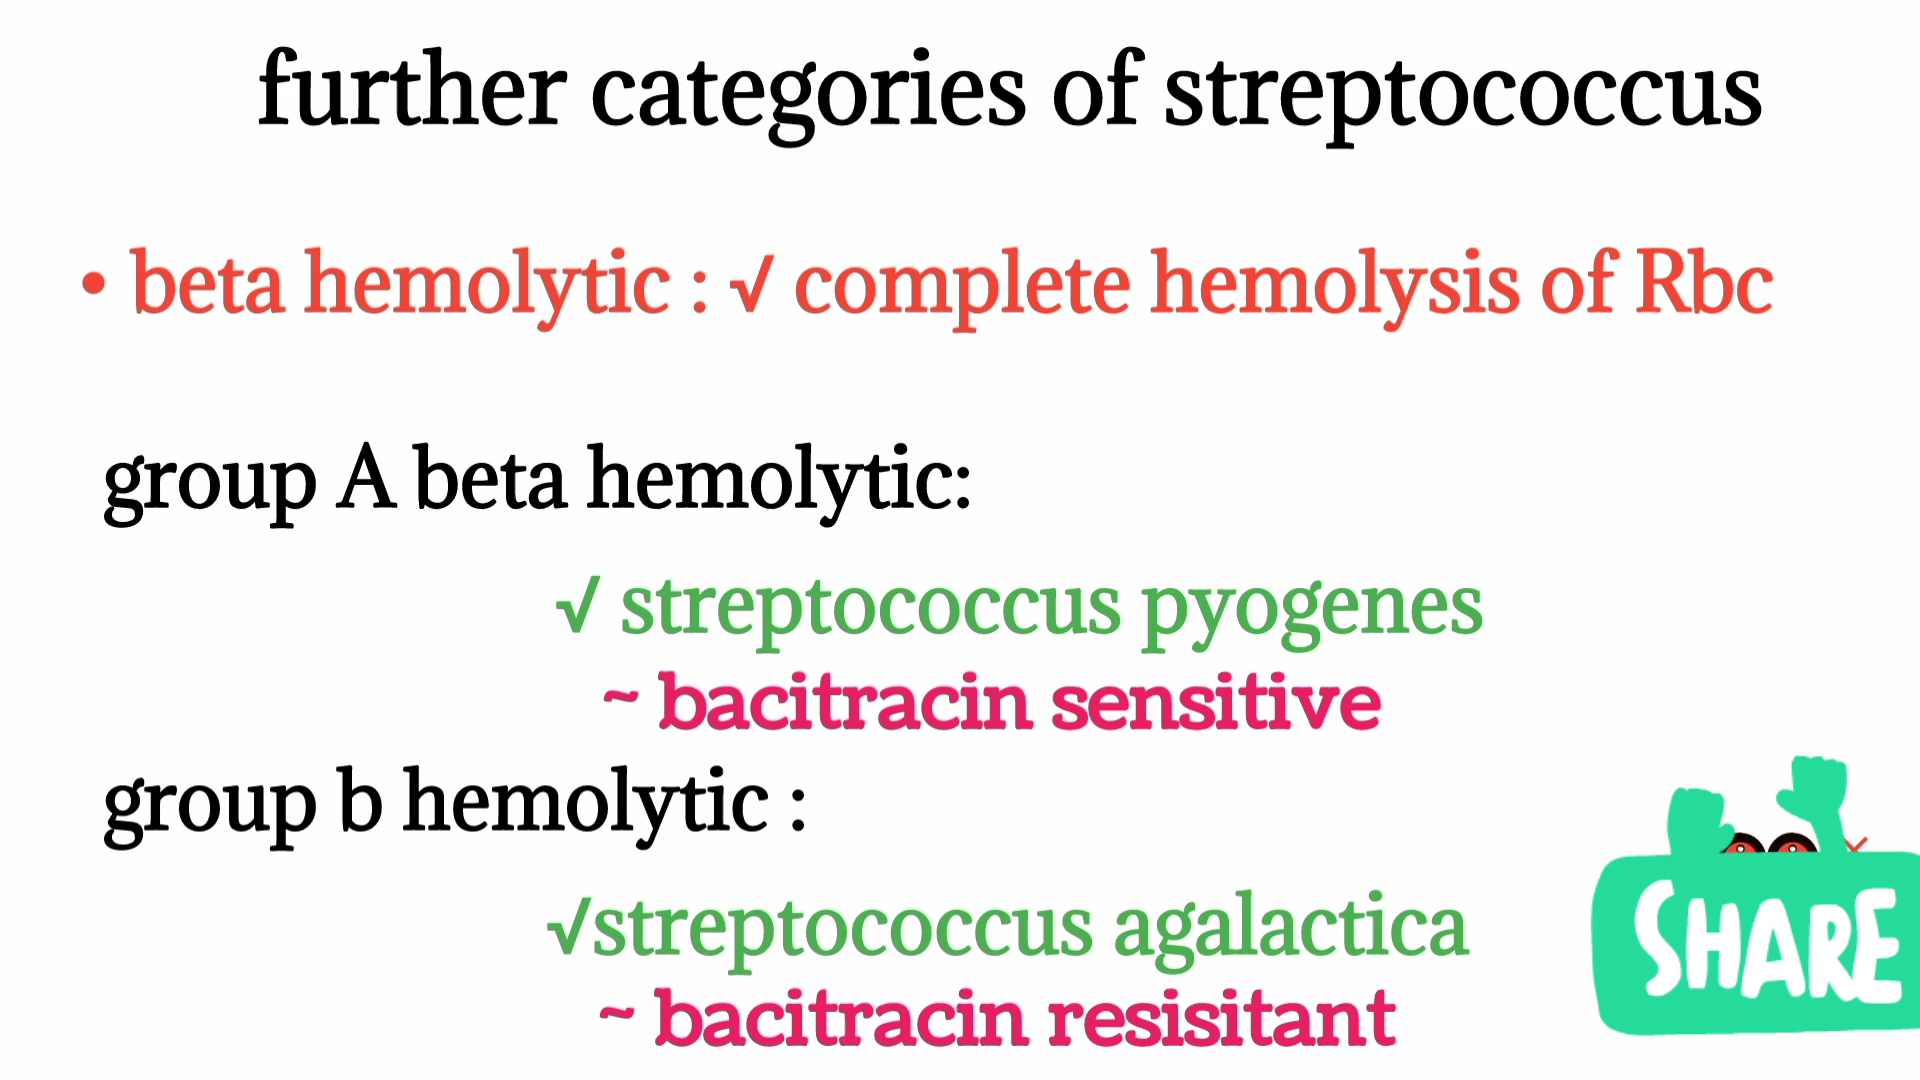 further categories of streptococcus
• beta hemolytic : √ complete hemolysis of Rbc
group A beta hemolytic:
√ streptococcus pyogenes
~ bacitracin sensitive
group b hemolytic :
√streptococcus agalactica
~ bacitracin resisitant
SHARE